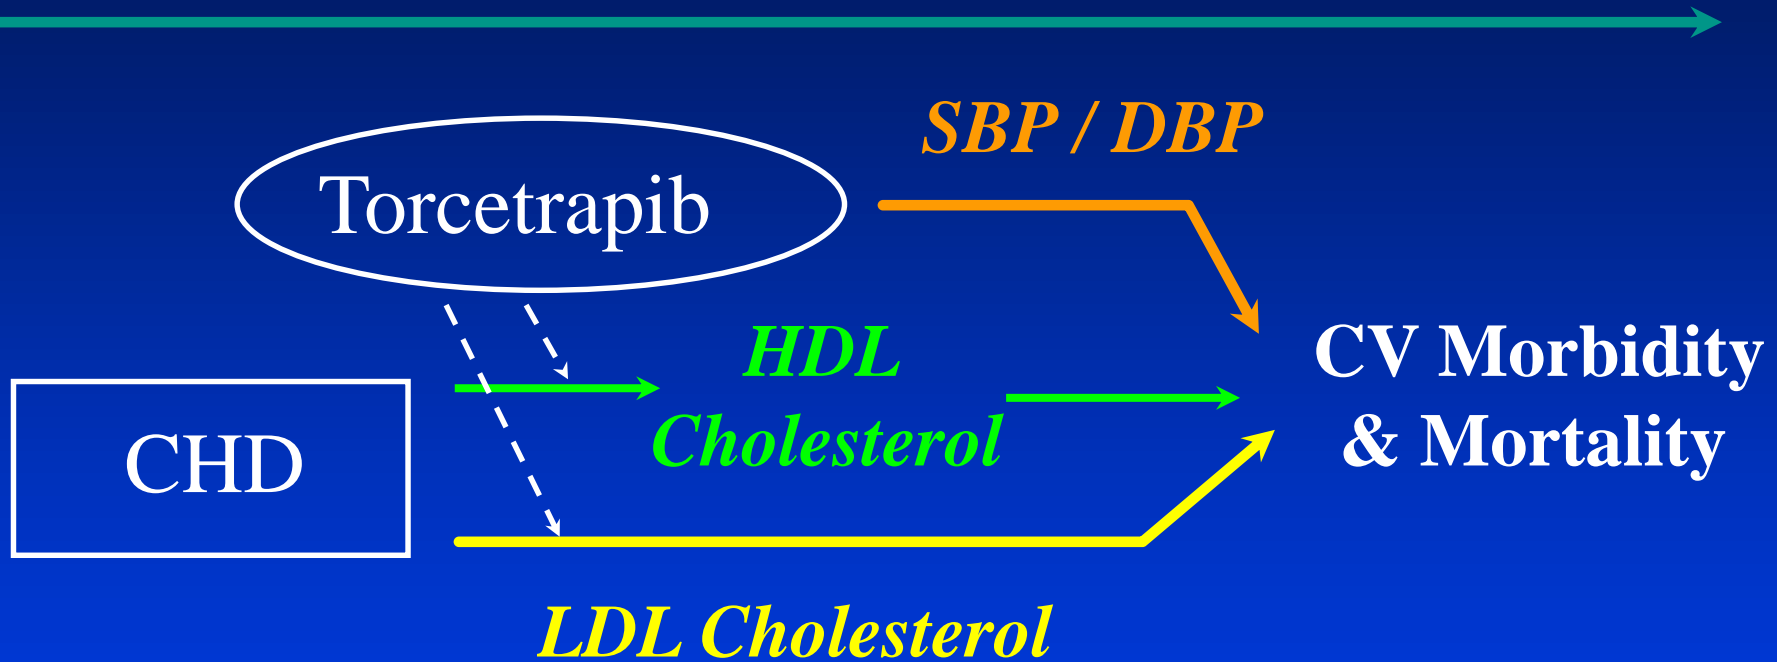 SBP / DBP
Torcetrapib
HDL
Cholesterol
CV Morbidity
& Mortality
CHD
LDL Cholesterol